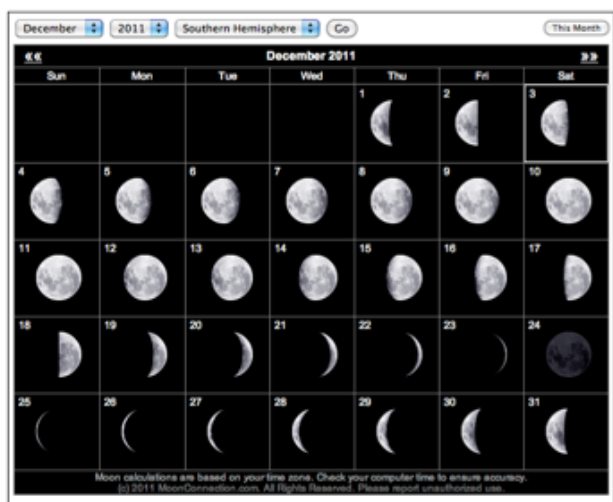 December 2011 Southern Hemisphere Go This Month
<< December 2011 >>
Sun Mon Tue Wed Thu Fri Sat
1 2 3
4 5 6 7 8 9 10
11 12 13 14 15 16 17
18 19 20 21 22 23 24
25 26 27 28 29 30 31
Moon calculations are based on your time zone. Check your computer time to ensure accuracy.
(c) 2011 MoonConnection.com. All Rights Reserved. Please report unauthorized use.